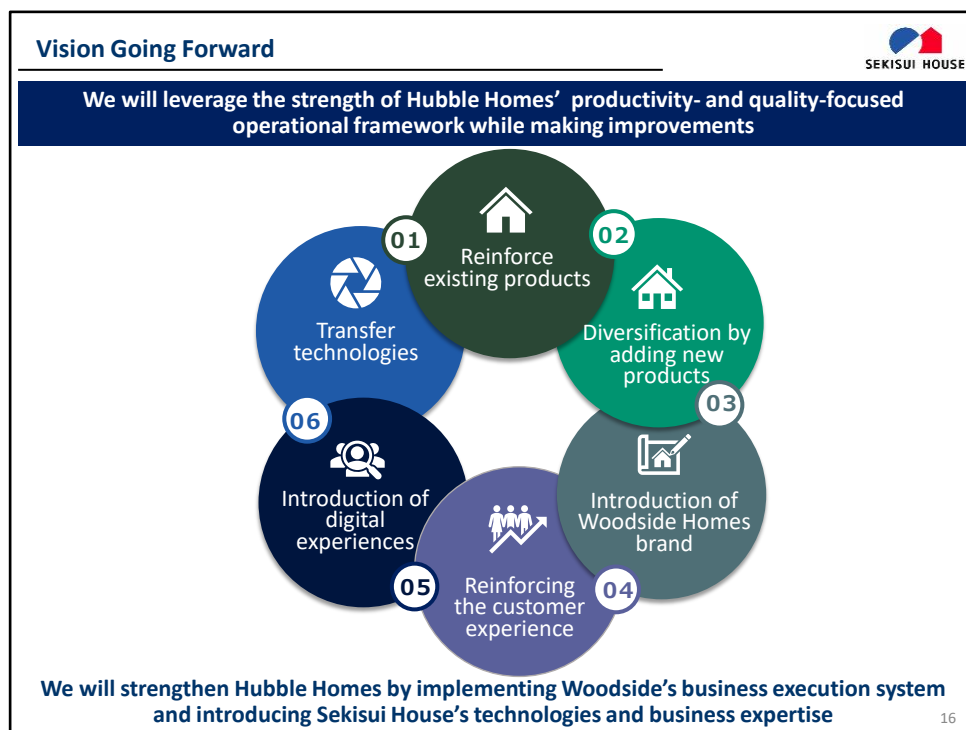 Vision Going Forward
SEKISUI HOUSE
We will leverage the strength of Hubble Homes’ productivity- and quality-focused
operational framework while making improvements
01
Reinforce
existing products
02
Diversification by
adding new
products
03
Introduction of
Woodside Homes
brand
04
Reinforcing
the customer
experience
05
Introduction of
digital
experiences
06
Transfer
technologies
We will strengthen Hubble Homes by implementing Woodside’s business execution system
and introducing Sekisui House’s technologies and business expertise
16